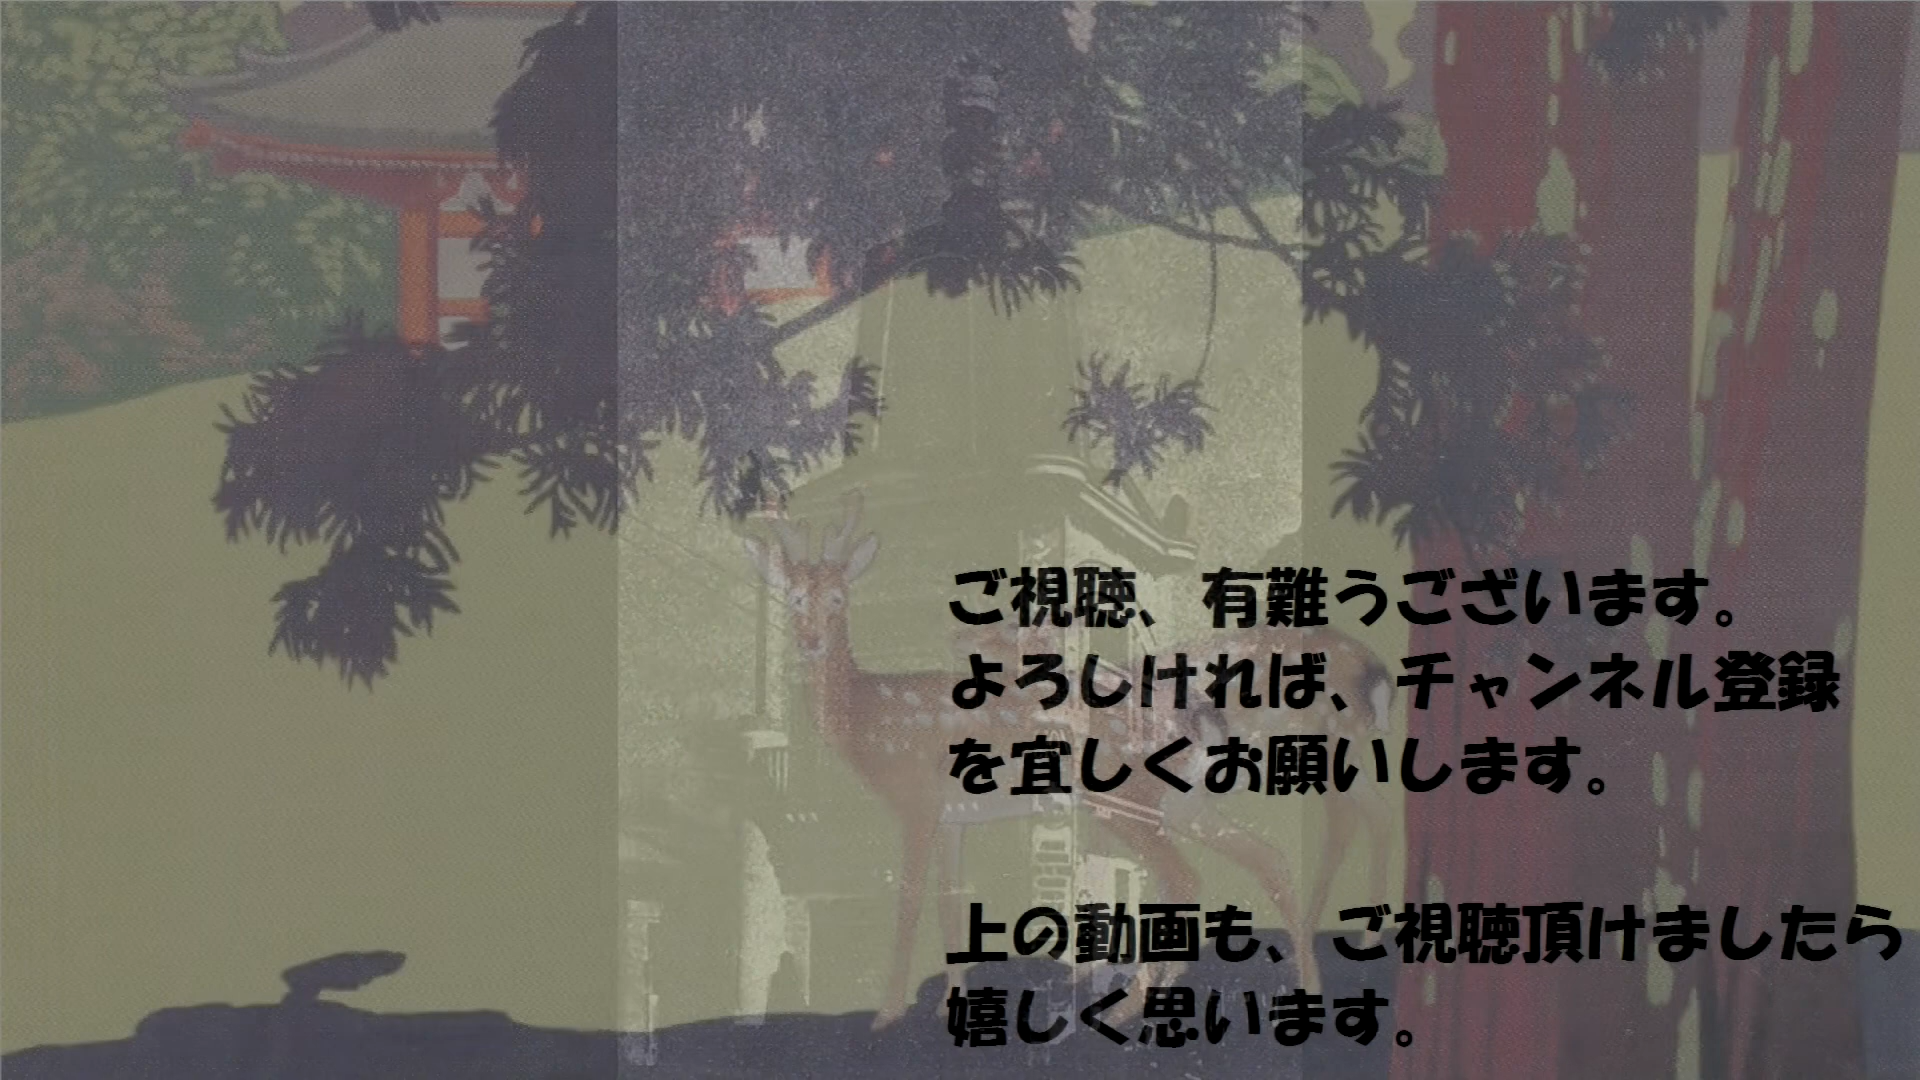 ご視聴、有難うございます。
よろしければ、チャンネル登録
を宜しくお願いします。
上の動画も、ご視聴頂けましたら
嬉しく思います。